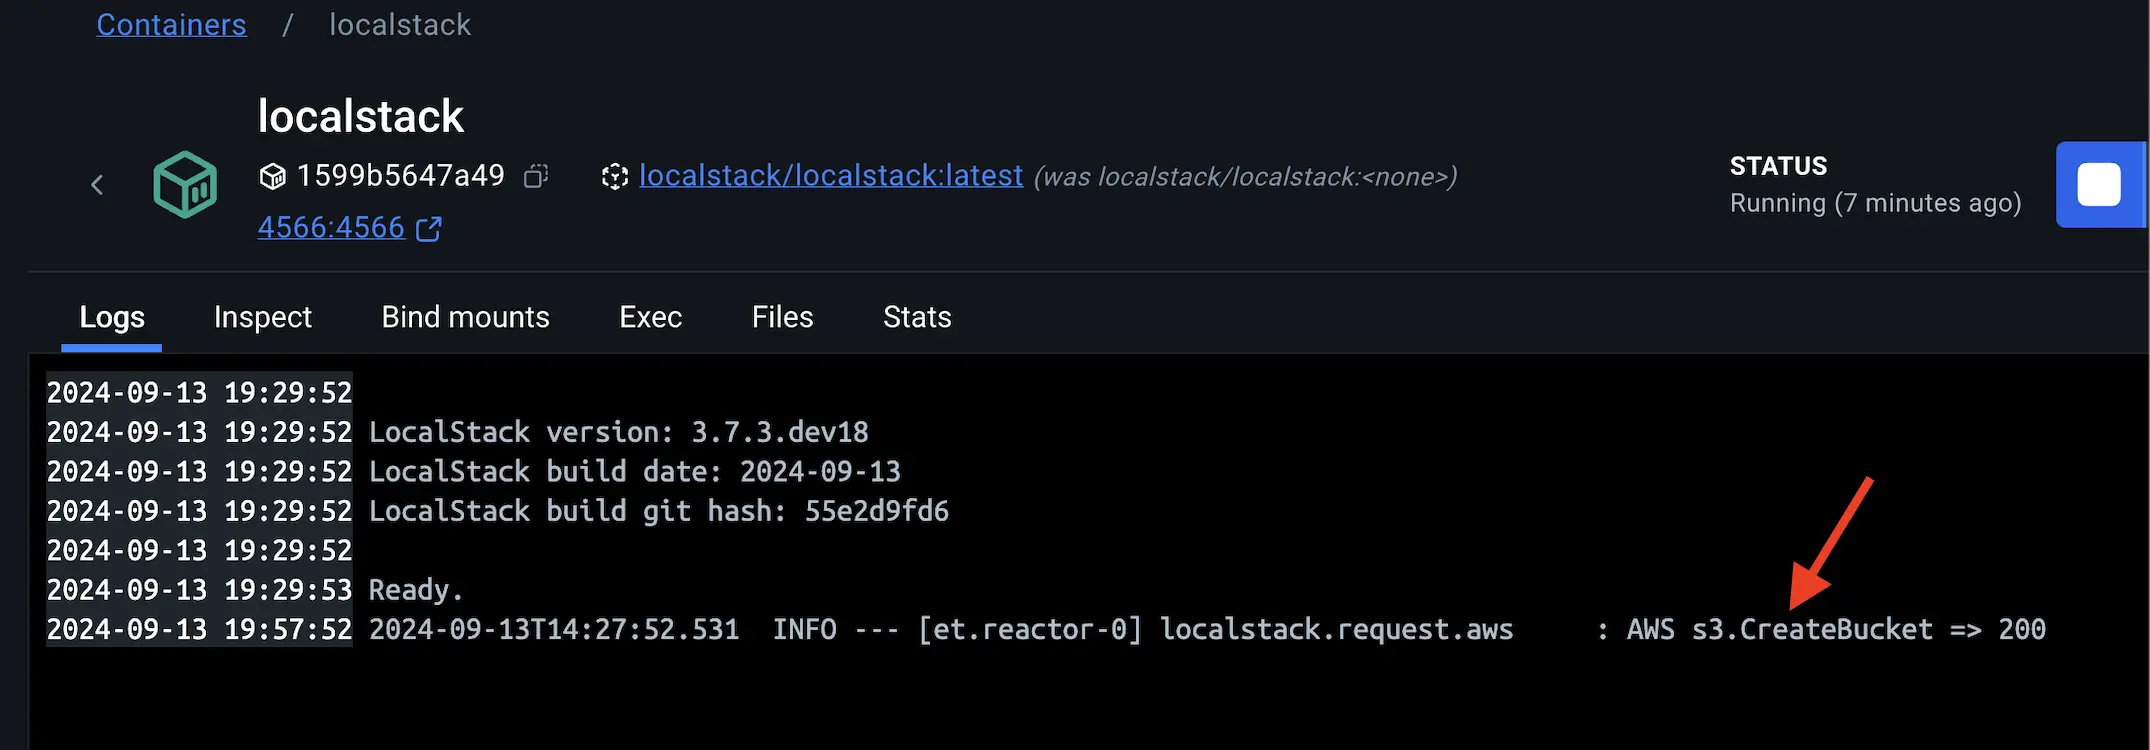 Containers / localstack
localstack
1599b5647a49 localstack/localstack:latest (was localstack/localstack:<none>)
4566:4566
STATUS
Running (7 minutes ago)
Logs Inspect Bind mounts Exec Files Stats
2024-09-13 19:29:52
2024-09-13 19:29:52 LocalStack version: 3.7.3.dev18
2024-09-13 19:29:52 LocalStack build date: 2024-09-13
2024-09-13 19:29:52 LocalStack build git hash: 55e2d9fd6
2024-09-13 19:29:52
2024-09-13 19:29:53 Ready.
2024-09-13 19:57:52 2024-09-13T14:27:52.531  INFO --- [et.reactor-0] localstack.request.aws     : AWS s3.CreateBucket => 200